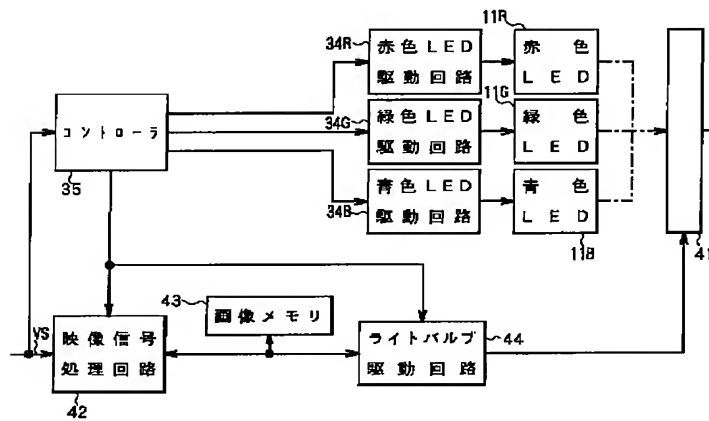 34R
赤色LED
駆動回路
11R
赤色
LED
34G
緑色LED
駆動回路
11G
緑色
LED
コントローラ
35
34B
青色LED
駆動回路
青色
LED
11B
41
VS
映像信号
処理回路
42
43
画像メモリ
ライトバルブ
駆動回路
44